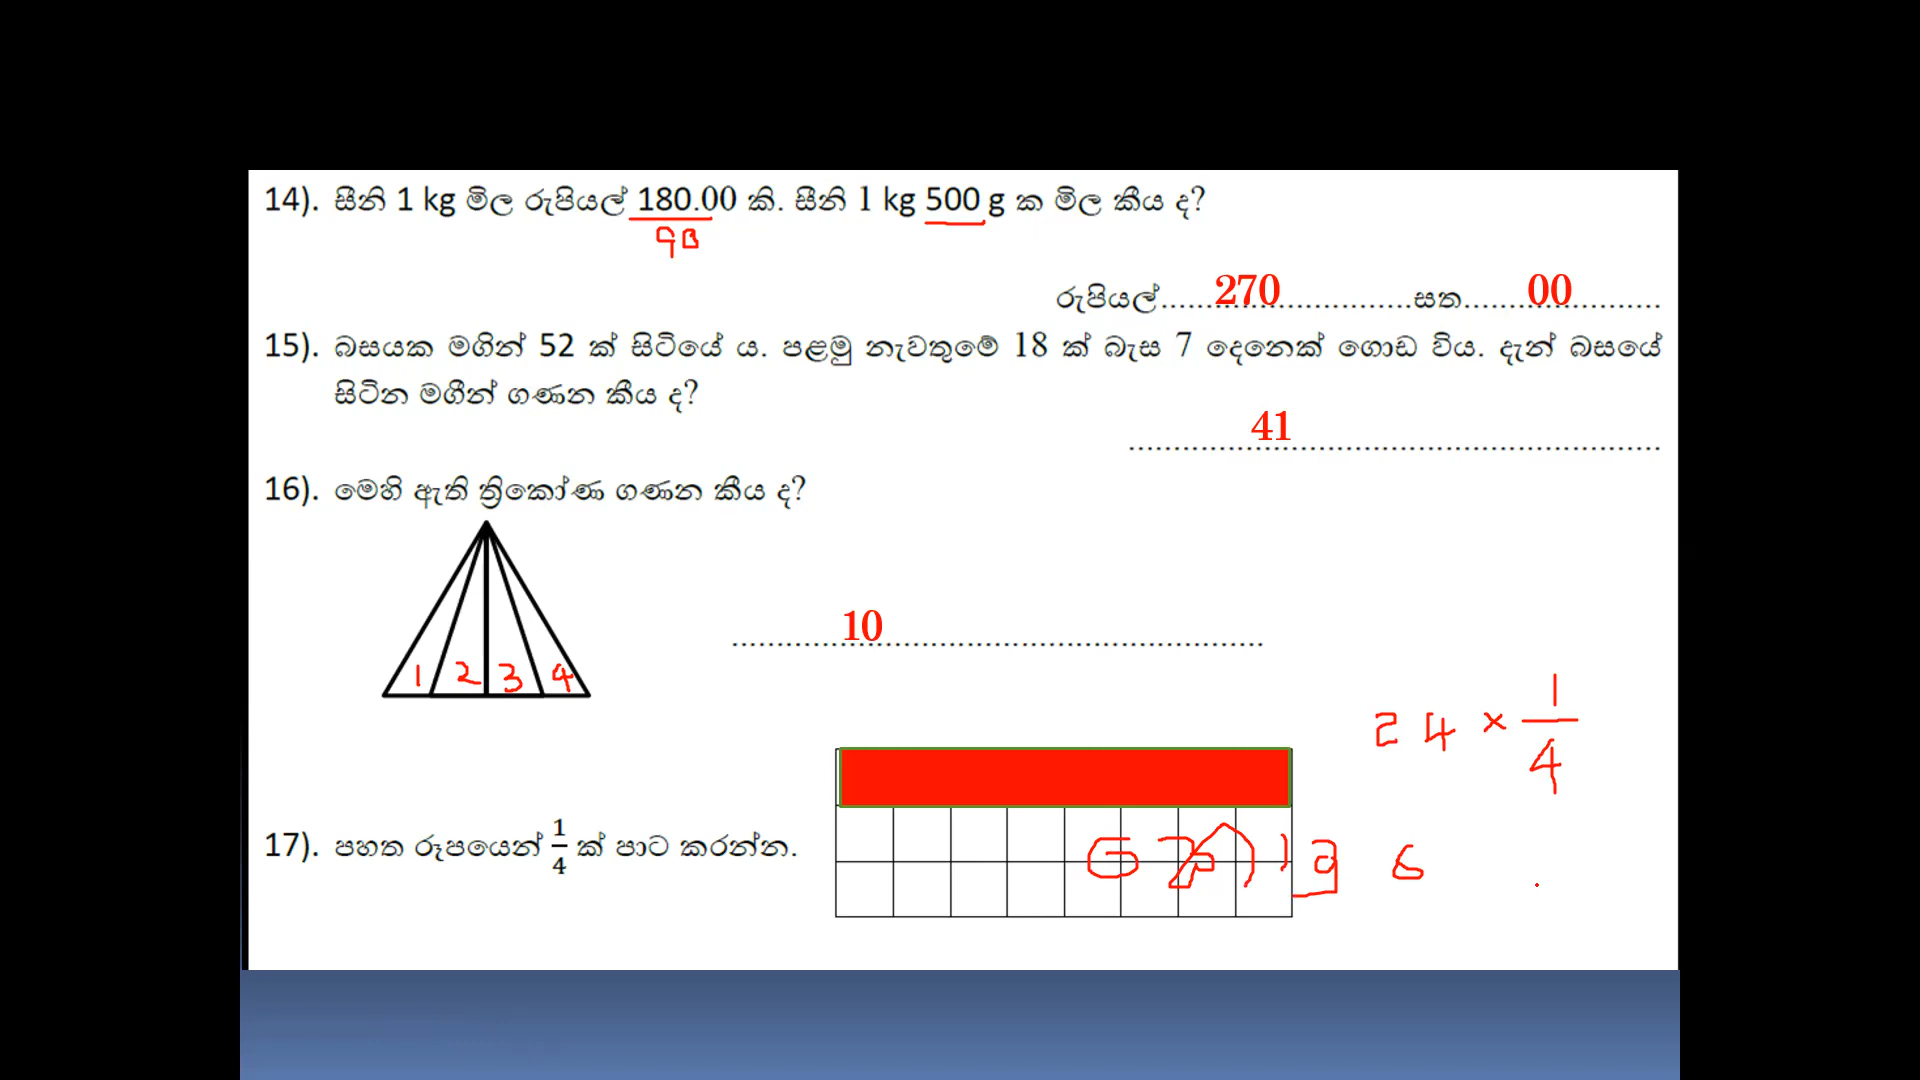 14). සීනි 1 kg මිල රුපියල් 180.00 කි. සීනි 1 kg 500 g ක මිල කීය ද?
90
රුපියල්......270......සත......00......
15). බසයක මගින් 52 ක් සිටියේ ය. පළමු නැවතුමේ 18 ක් බැස 7 දෙනෙක් ගොඩ විය. දැන් බසයේ
සිටින මගීන් ගණන කීය ද?
......41......
16). මෙහි ඇති ත්‍රිකෝණ ගණන කීය ද?
......10......
1 2 3 4
24 × 1/4
17). පහත රූපයෙන් 1/4 ක් පාට කරන්න.
6